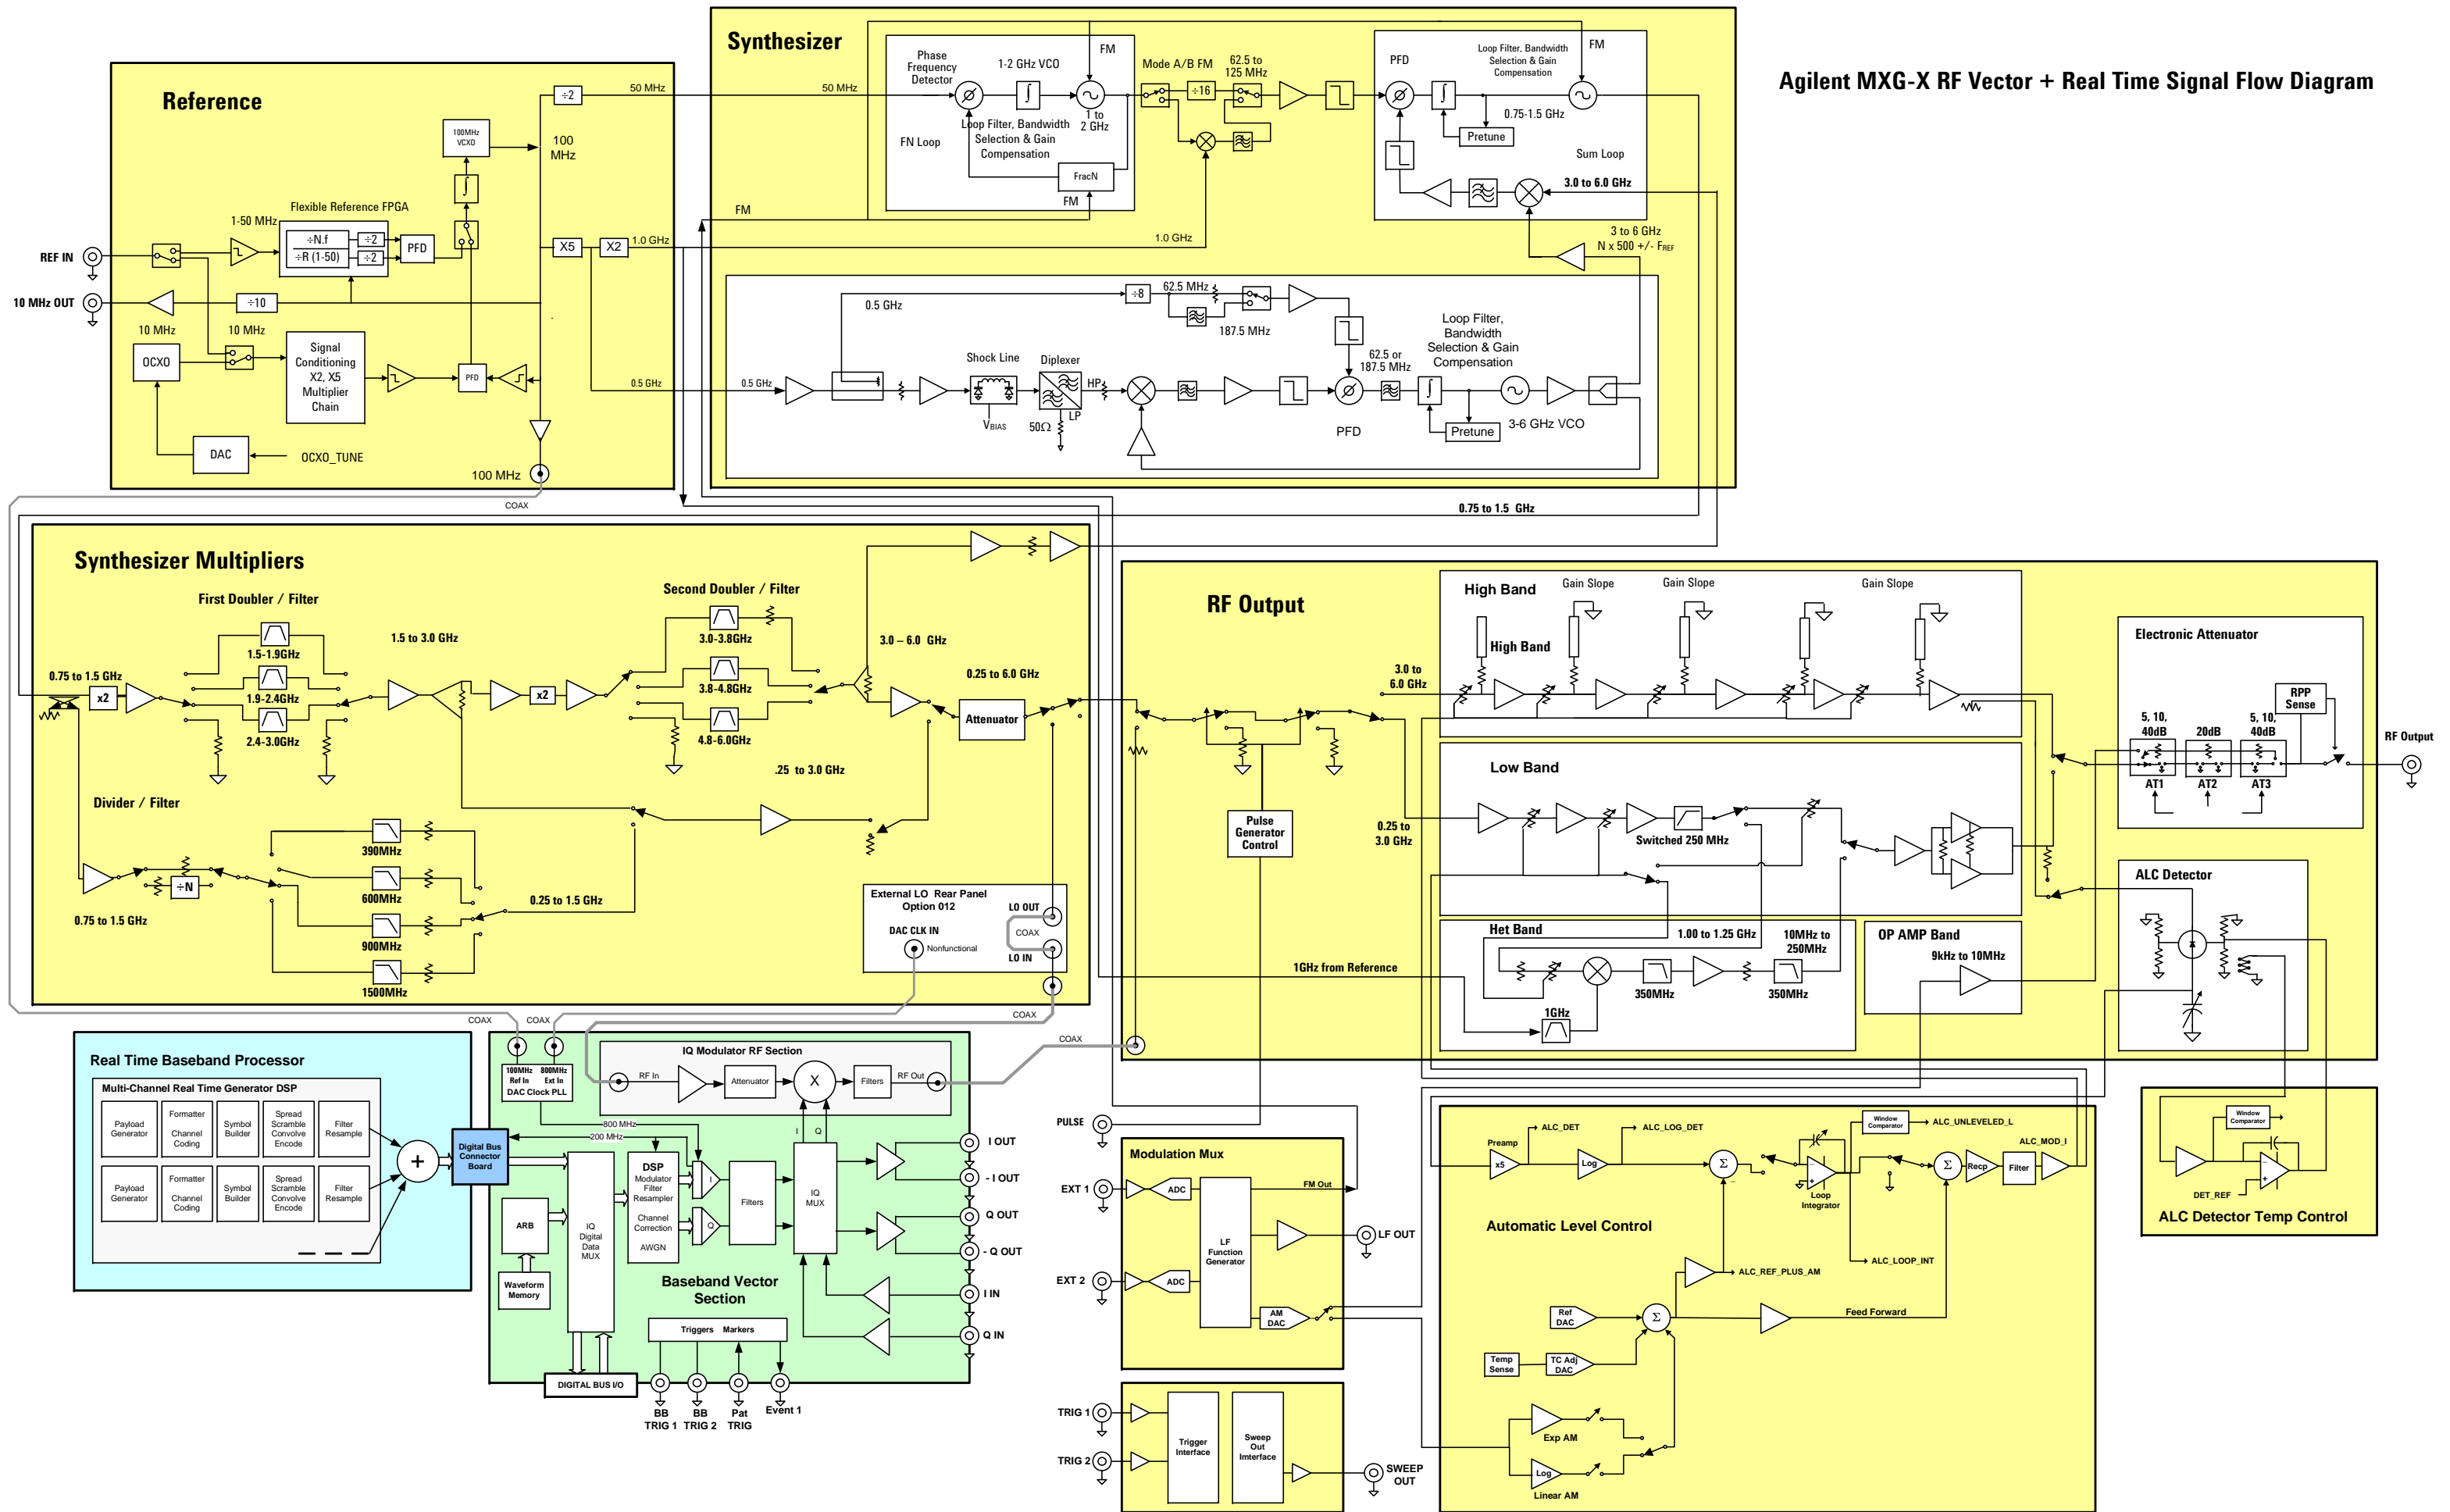 Agilent MXG-X RF Vector + Real Time Signal Flow Diagram
Reference
÷2
50 MHz
100MHz
VCXO
100
MHz
∫
Flexible Reference FPGA
1-50 MHz
÷N.f
÷R (1-50)
÷2
÷2
PFD
REF IN
X5
X2
1.0 GHz
10 MHz OUT
÷10
10 MHz
10 MHz
OCXO
Signal
Conditioning
X2, X5
Multiplier
Chain
PFD
0.5 GHz
DAC
OCXO_TUNE
100 MHz
COAX
Synthesizer
50 MHz
Phase
Frequency
Detector
1-2 GHz VCO
FM
∫
1 to
2 GHz
Loop Filter, Bandwidth
Selection & Gain
Compensation
FN Loop
FracN
FM
FM
Mode A/B FM
62.5 to
125 MHz
÷16
1.0 GHz
PFD
Loop Filter, Bandwidth
Selection & Gain
Compensation
FM
∫
0.75-1.5 GHz
Pretune
Sum Loop
3.0 to 6.0 GHz
3 to 6 GHz
N x 500 +/- FREF
0.5 GHz
÷8
62.5 MHz
187.5 MHz
0.5 GHz
Shock Line
VBIAS
Diplexer
HP
LP
50Ω
PFD
62.5 or
187.5 MHz
Loop Filter,
Bandwidth
Selection & Gain
Compensation
∫
Pretune
3-6 GHz VCO
0.75 to 1.5 GHz
Synthesizer Multipliers
First Doubler / Filter
0.75 to 1.5 GHz
x2
1.5-1.9GHz
1.9-2.4GHz
2.4-3.0GHz
1.5 to 3.0 GHz
x2
Second Doubler / Filter
3.0-3.8GHz
3.8-4.8GHz
4.8-6.0GHz
3.0 – 6.0 GHz
0.25 to 6.0 GHz
Attenuator
.25 to 3.0 GHz
Divider / Filter
÷N
0.75 to 1.5 GHz
390MHz
600MHz
900MHz
1500MHz
0.25 to 1.5 GHz
External LO Rear Panel
Option 012
LO OUT
DAC CLK IN
COAX
Nonfunctional
LO IN
COAX
COAX
COAX
COAX
RF Output
High Band
Gain Slope
Gain Slope
Gain Slope
High Band
3.0 to
6.0 GHz
Low Band
0.25 to
3.0 GHz
Switched 250 MHz
Pulse
Generator
Control
Het Band
1.00 to 1.25 GHz
10MHz to
250MHz
1GHz from Reference
350MHz
350MHz
1GHz
OP AMP Band
9kHz to 10MHz
Electronic Attenuator
RPP
Sense
5, 10,
40dB
20dB
5, 10,
40dB
AT1
AT2
AT3
RF Output
ALC Detector
Real Time Baseband Processor
Multi-Channel Real Time Generator DSP
Payload
Generator
Formatter
Channel
Coding
Symbol
Builder
Spread
Scramble
Convolve
Encode
Filter
Resample
Payload
Generator
Formatter
Channel
Coding
Symbol
Builder
Spread
Scramble
Convolve
Encode
Filter
Resample
+
Digital Bus
Connector
Board
100MHz
Ref In
800MHz
Ext In
DAC Clock PLL
IQ Modulator RF Section
RF In
Attenuator
X
Filters
RF Out
I
Q
800 MHz
200 MHz
ARB
Waveform
Memory
IQ
Digital
Data
MUX
DSP
Modulator
Filter
Resampler
Channel
Correction
AWGN
I
Q
Filters
IQ
MUX
I OUT
- I OUT
Q OUT
- Q OUT
I IN
Q IN
Baseband Vector
Section
Triggers Markers
DIGITAL BUS I/O
BB
TRIG 1
BB
TRIG 2
Pat
TRIG
Event 1
PULSE
Modulation Mux
EXT 1
ADC
EXT 2
ADC
LF
Function
Generator
FM Out
LF OUT
AM
DAC
TRIG 1
TRIG 2
Trigger
Interface
Sweep
Out
Imterface
SWEEP
OUT
Preamp
x5
ALC_DET
Log
ALC_LOG_DET
Σ
–
Window
Comparator
ALC_UNLEVELED_L
ALC_MOD_I
Loop
Integrator
Σ
Recp
Filter
Automatic Level Control
ALC_REF_PLUS_AM
ALC_LOOP_INT
Ref
DAC
Σ
Feed Forward
Temp
Sense
TC Adj
DAC
Exp AM
Log
Linear AM
Window
Comparator
DET_REF
ALC Detector Temp Control